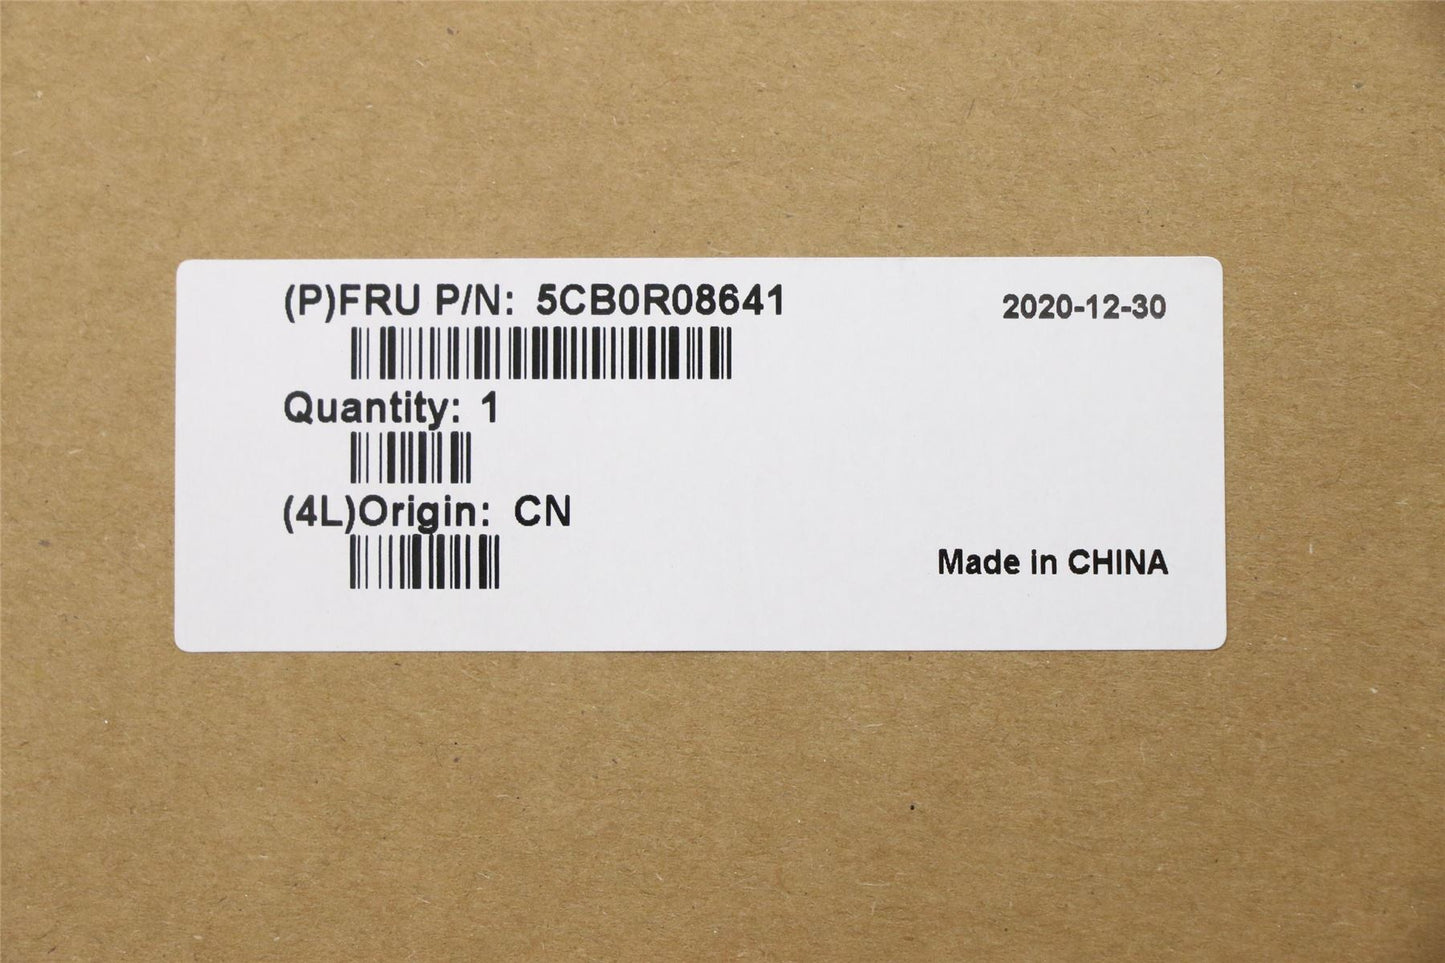 (P)FRU P/N: 5CB0R08641
2020-12-30
Quantity: 1
(4L)Origin: CN
Made in CHINA